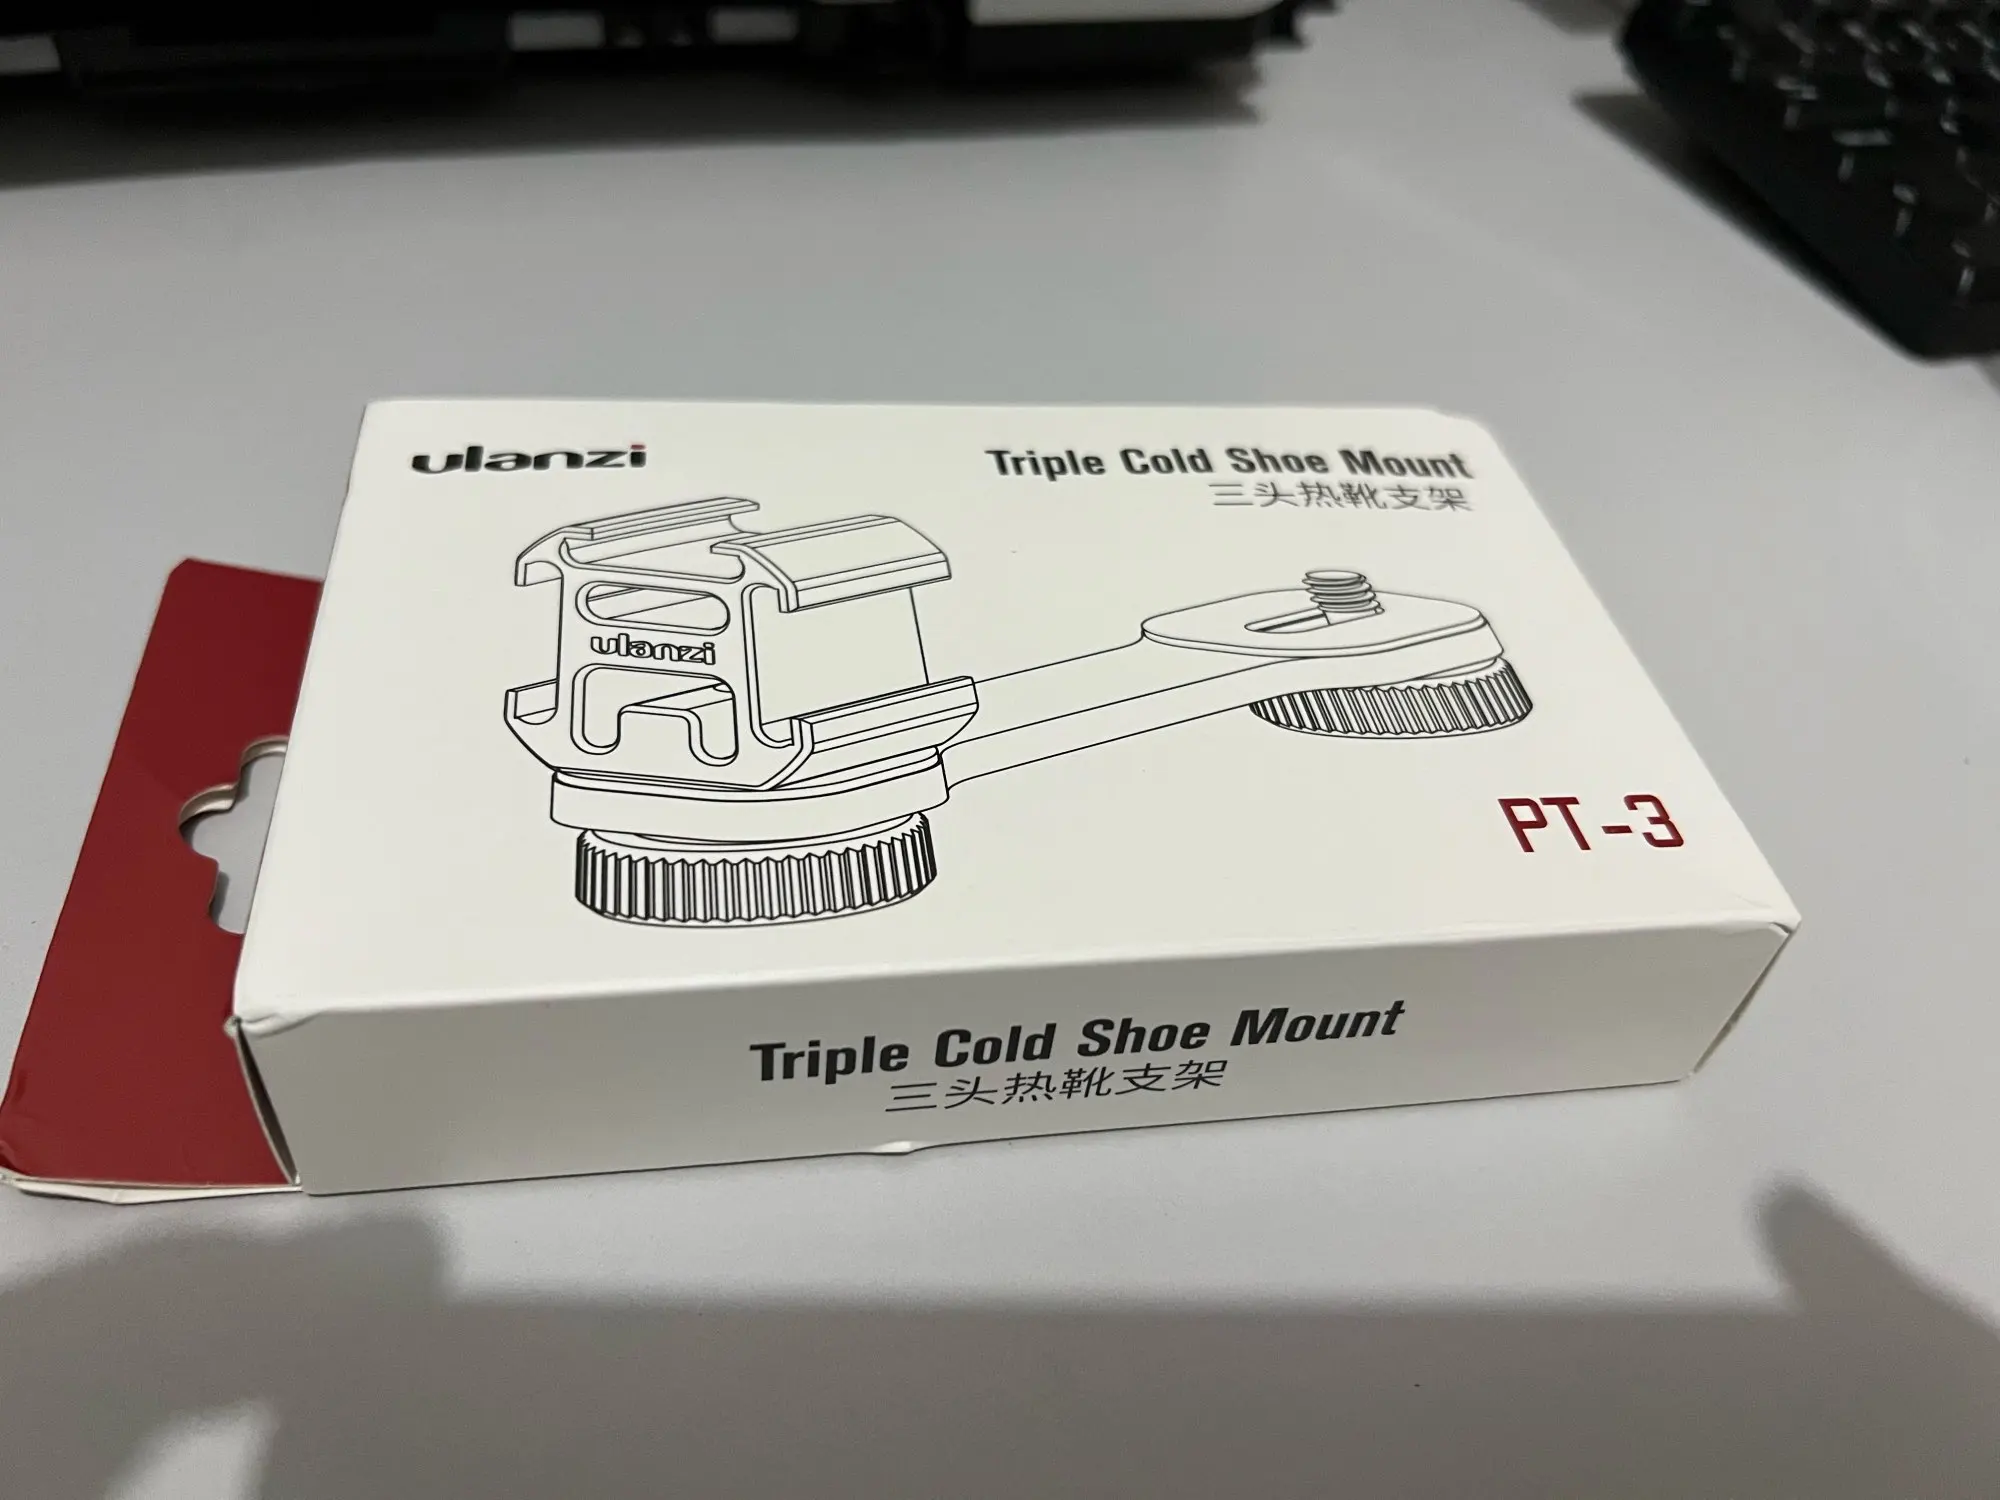 ulanzi
Triple Cold Shoe Mount
三头热靴支架
ulanzi
PT-3
Triple Cold Shoe Mount
三头热靴支架